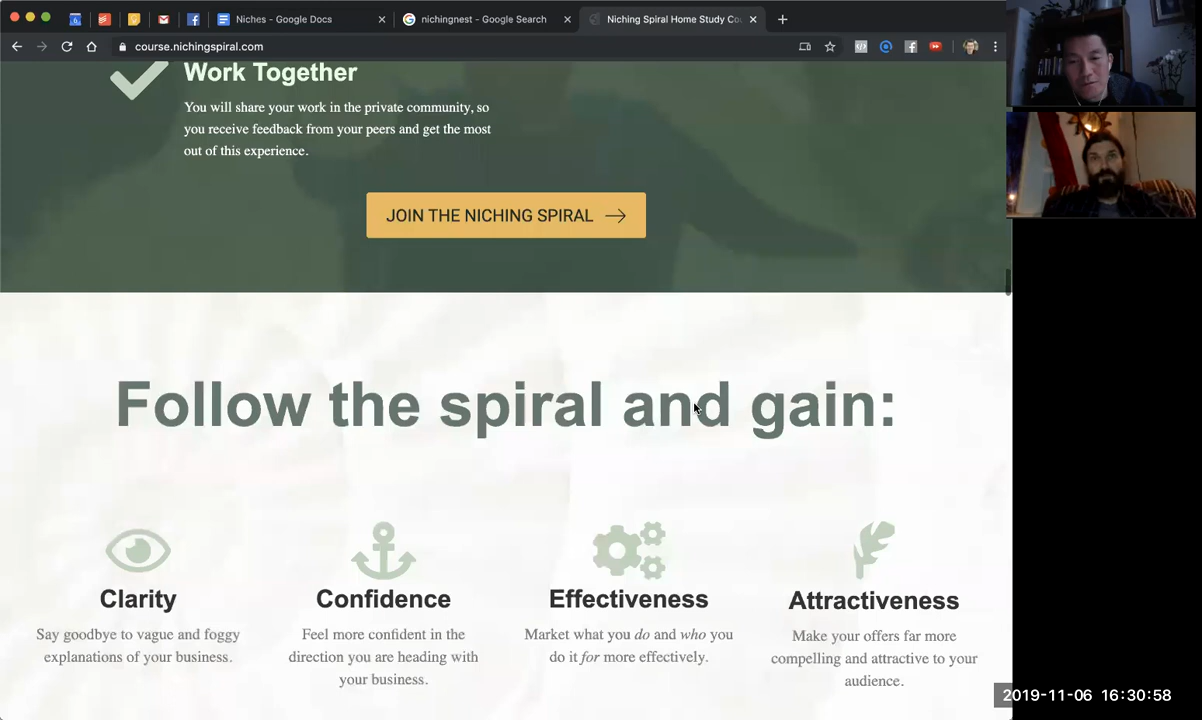 Niches - Google Docs
nichingnest - Google Search
Niching Spiral Home Study Co
course.nichingspiral.com
Work Together
You will share your work in the private community, so
you receive feedback from your peers and get the most
out of this experience.
JOIN THE NICHING SPIRAL
Follow the spiral and gain:
Clarity
Say goodbye to vague and foggy
explanations of your business.
Confidence
Feel more confident in the
direction you are heading with
your business.
Effectiveness
Market what you do and who you
do it for more effectively.
Attractiveness
Make your offers far more
compelling and attractive to your
audience.
2019-11-06 16:30:58